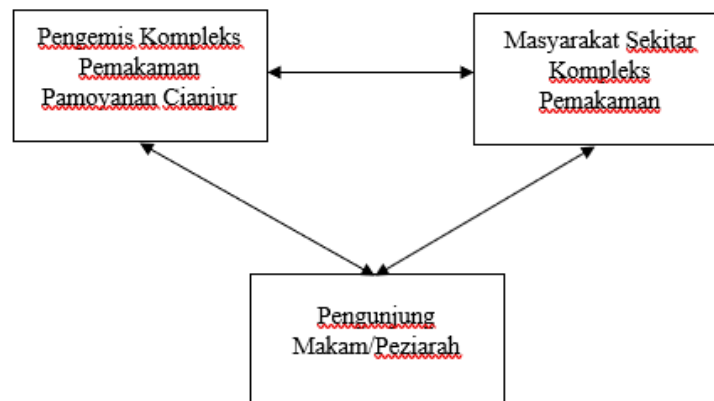 Pengemis Kompleks
Pemakaman
Pamoyanan Cianjur
Masyarakat Sekitar
Kompleks
Pemakaman
Pengunjung
Makam/Peziarah